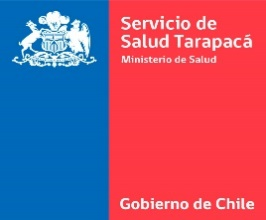 Servicio de
Salud Tarapacá
Ministerio de Salud
Gobierno de Chile